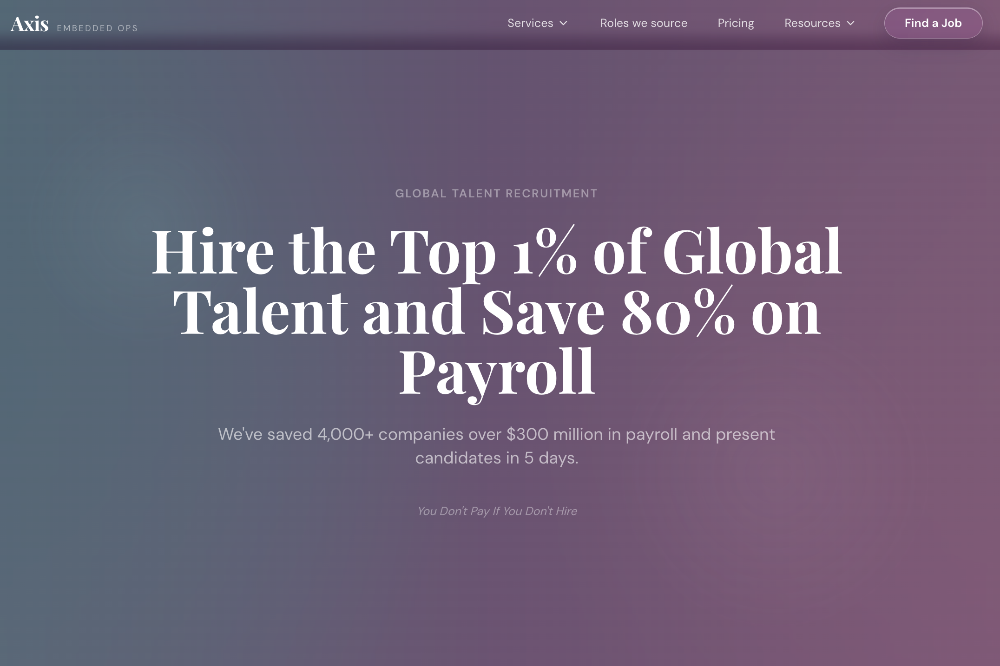 Axis EMBEDDED OPS
Services
Roles we source
Pricing
Resources
Find a Job
GLOBAL TALENT RECRUITMENT
Hire the Top 1% of Global
Talent and Save 80% on
Payroll
We've saved 4,000+ companies over $300 million in payroll and present
candidates in 5 days.
You Don't Pay If You Don't Hire